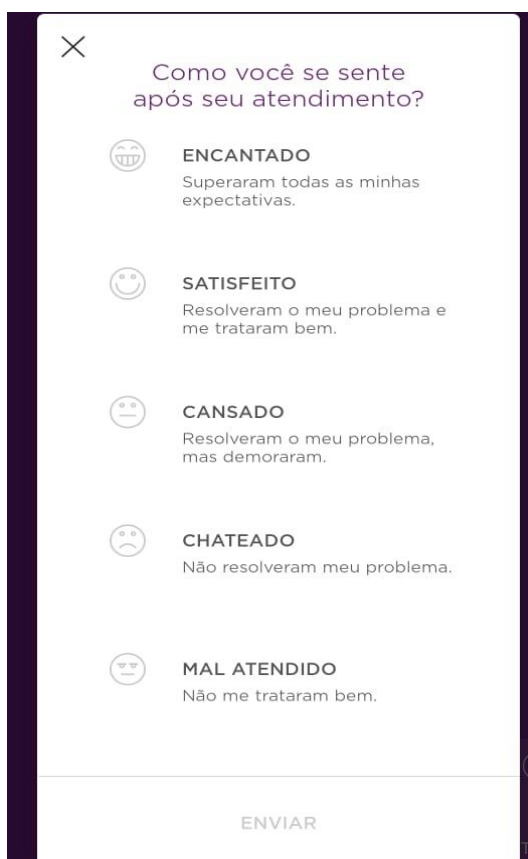 Como você se sente
após seu atendimento?
ENCANTADO
Superaram todas as minhas
expectativas.
SATISFEITO
Resolveram o meu problema e
me trataram bem.
CANSADO
Resolveram o meu problema,
mas demoraram.
CHATEADO
Não resolveram meu problema.
MAL ATENDIDO
Não me trataram bem.
ENVIAR